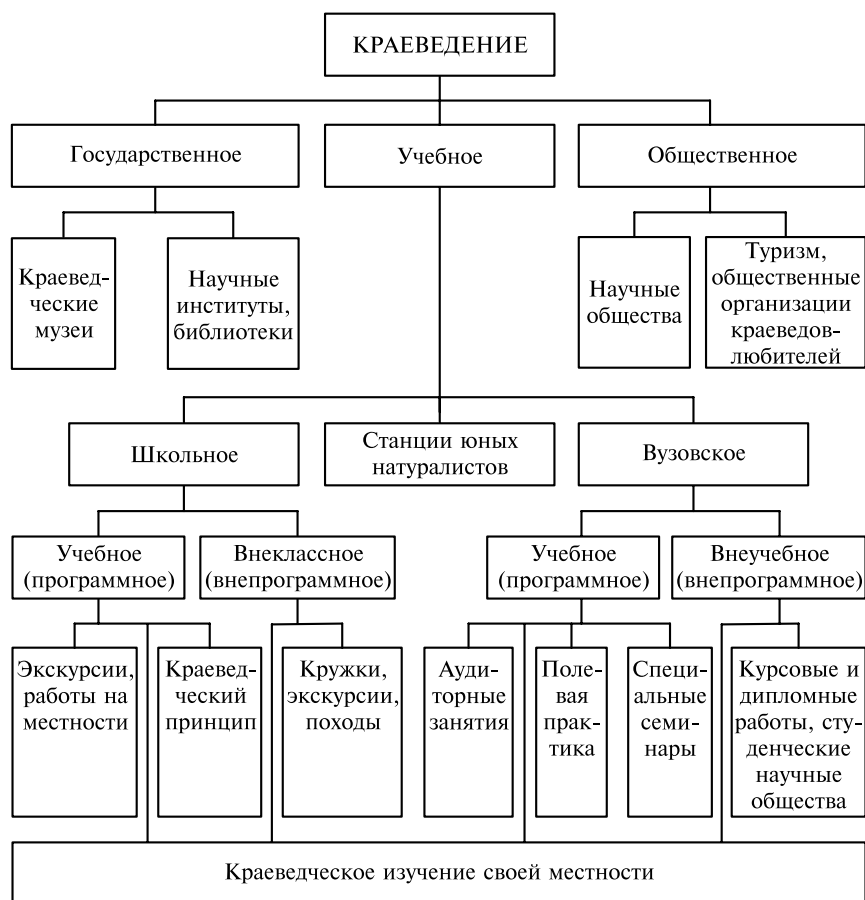 КРАЕВЕДЕНИЕ
Государственное
Учебное
Общественное
Краевед-
ческие
музеи
Научные
институты,
библиотеки
Научные
общества
Туризм,
общественные
организации
краеведов-
любителей
Школьное
Станции юных
натуралистов
Вузовское
Учебное
(программное)
Внеклассное
(внепрограммное)
Учебное
(программное)
Внеучебное
(внепрограммное)
Экскурсии,
работы на
местности
Краевед-
ческий
принцип
Кружки,
экскурсии,
походы
Ауди-
торные
занятия
Поле-
вая
прак-
тика
Специ-
альные
семи-
нары
Курсовые и
дипломные
работы, сту-
денческие
научные
общества
Краеведческое изучение своей местности